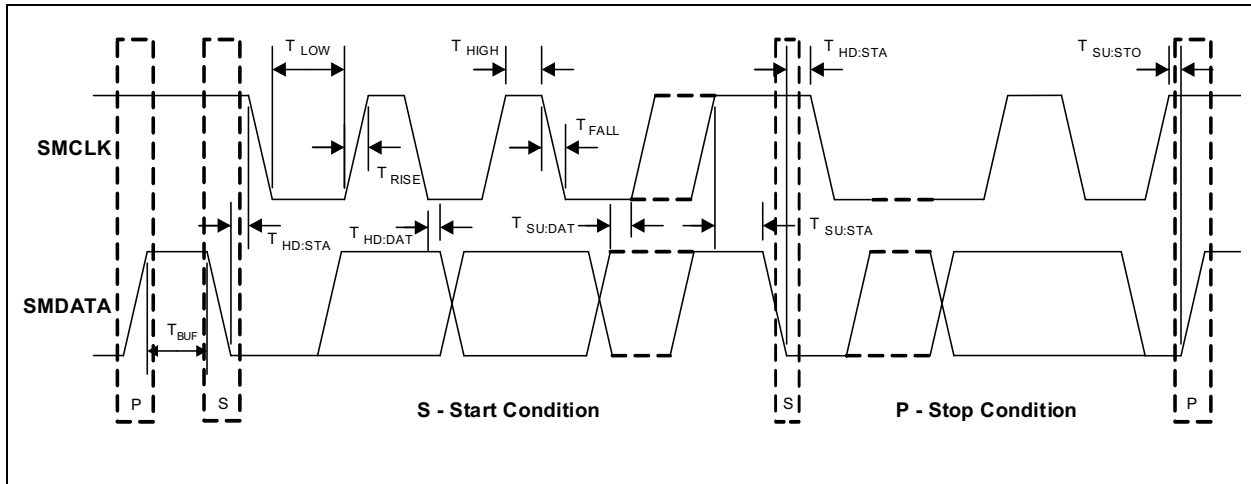 T LOW
T HIGH
T HD:STA
T SU:STO
SMCLK
T FALL
T RISE
T HD:STA
T HD:DAT
T SU:DAT
T SU:STA
SMDATA
T BUF
P
S
S - Start Condition
S
P - Stop Condition
P